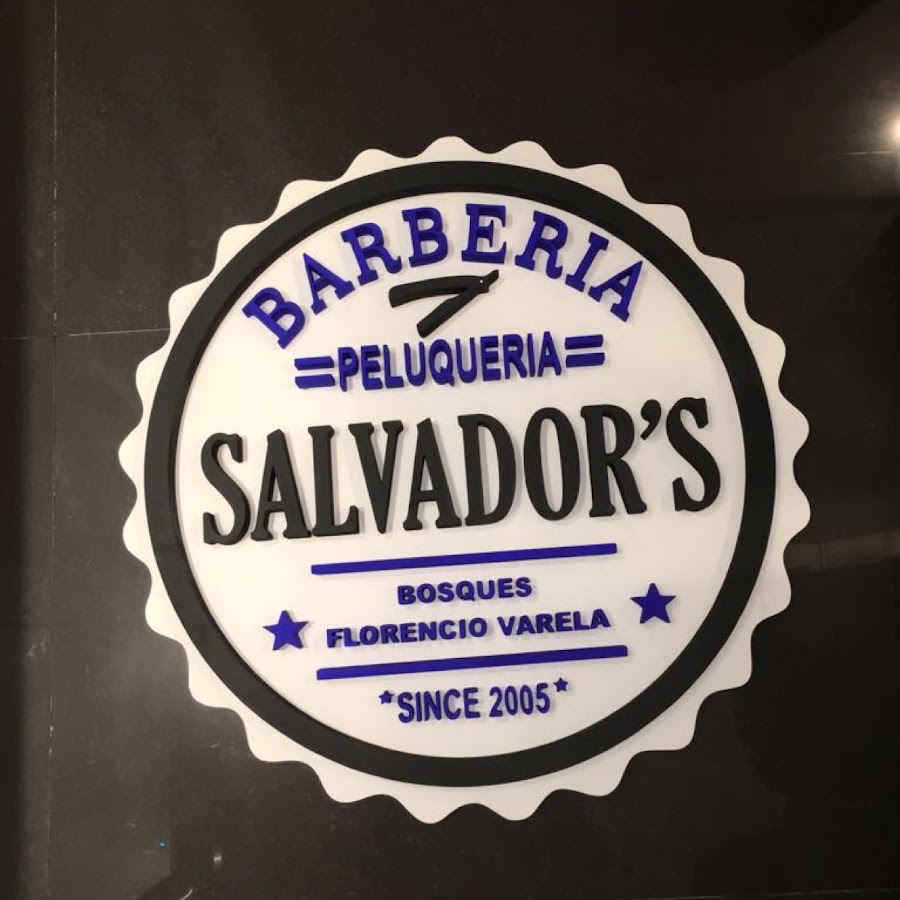 BARBERIA
=PELUQUERIA=
SALVADOR'S
BOSQUES
FLORENCIO VARELA
*SINCE 2005*